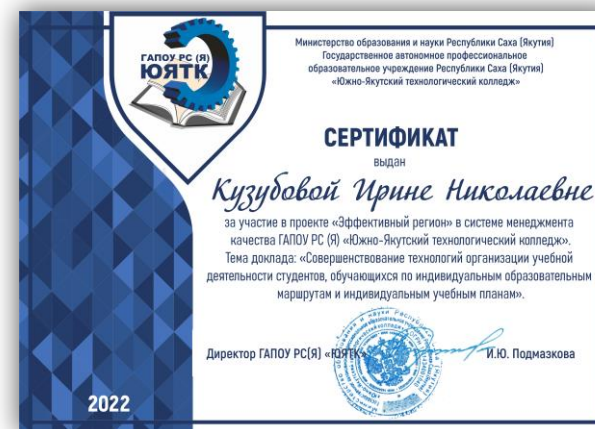 ГАПОУ РС (Я)
ЮЯТК
Министерство образования и науки Республики Саха (Якутия)
Государственное автономное профессиональное
образовательное учреждение Республики Саха (Якутия)
«Южно-Якутский технологический колледж»
СЕРТИФИКАТ
выдан
Кузубовой Ирине Николаевне
за участие в проекте «Эффективный регион» в системе менеджмента
качества ГАПОУ РС (Я) «Южно-Якутский технологический колледж».
Тема доклада: «Совершенствование технологий организации учебной
деятельности студентов, обучающихся по индивидуальным образовательным
маршрутам и индивидуальным учебным планам».
Директор ГАПОУ РС(Я) «ЮЯТК» И.Ю. Подмазкова
2022